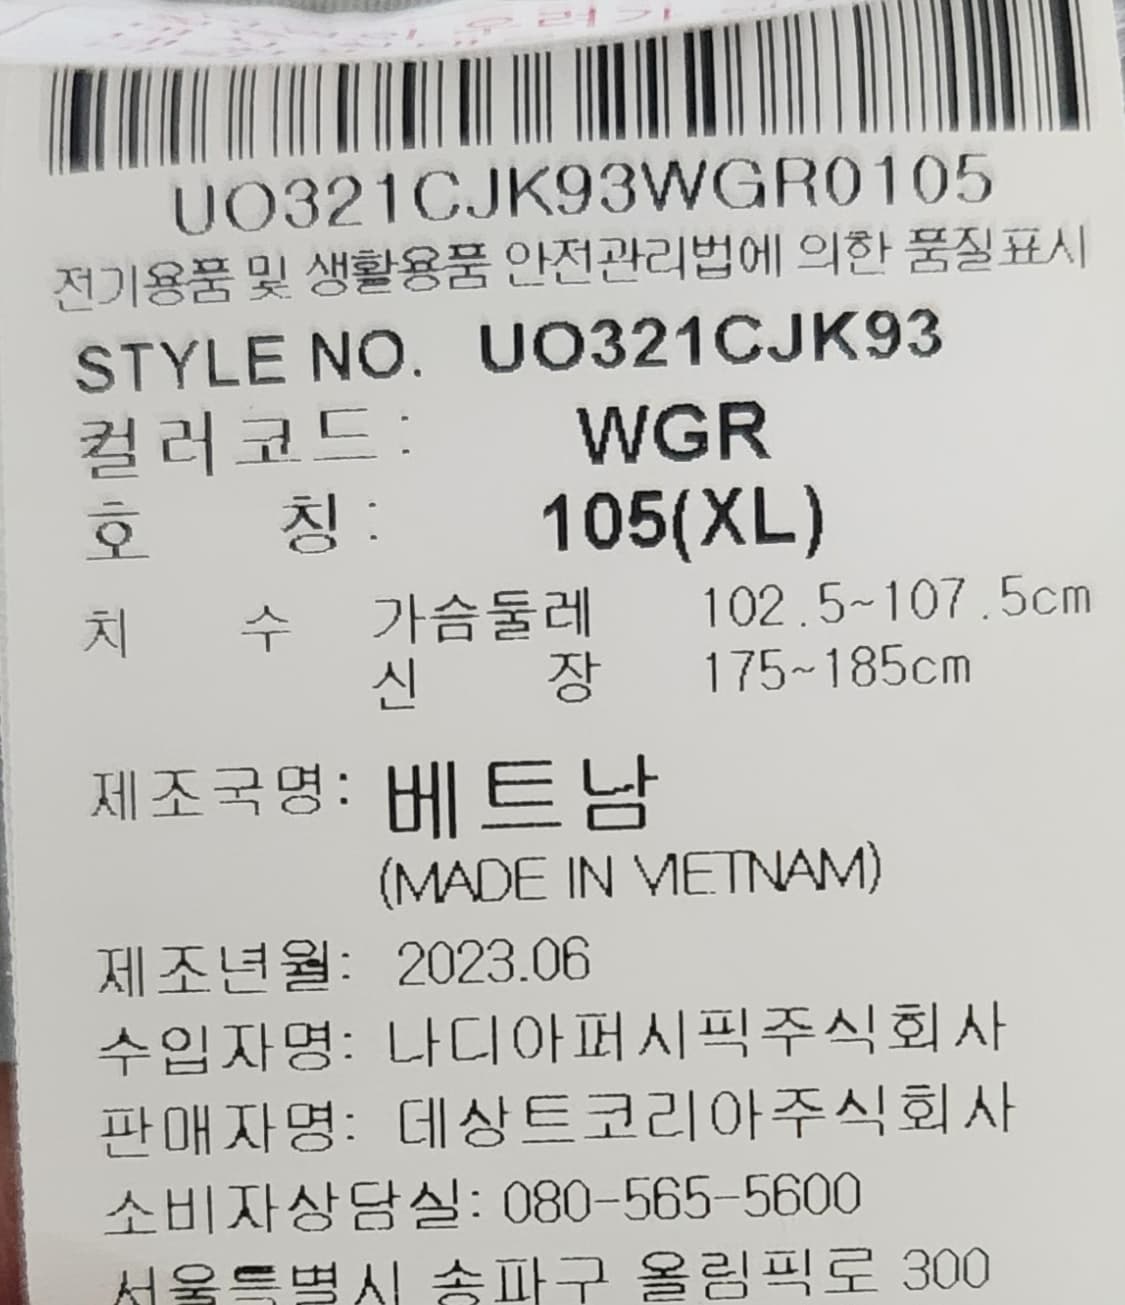 UO321CJK93WGR0105
전기용품 및 생활용품 안전관리법에 의한 품질표시
STYLE NO. UO321CJK93
컬러코드: WGR
호 칭: 105(XL)
치 수 가슴둘레 102.5~107.5cm
신 장 175~185cm
제조국명: 베트남
(MADE IN VIETNAM)
제조년월: 2023.06
수입자명: 나디아퍼시픽주식회사
판매자명: 데상트코리아주식회사
소비자상담실: 080-565-5600
서울특별시 송파구 올림픽로 300